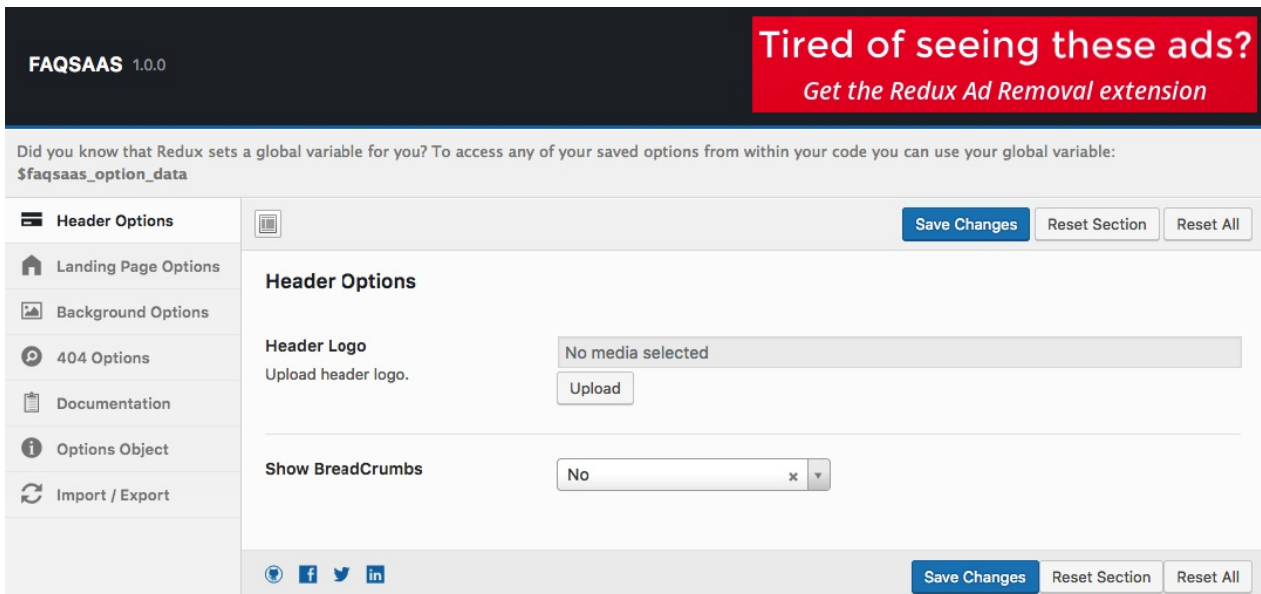 FAQSAAS 1.0.0
Tired of seeing these ads?
Get the Redux Ad Removal extension
Did you know that Redux sets a global variable for you? To access any of your saved options from within your code you can use your global variable:
$faqsaas_option_data
Header Options
Landing Page Options
Background Options
404 Options
Documentation
Options Object
Import / Export
Save Changes Reset Section Reset All
Header Options
Header Logo
Upload header logo.
No media selected
Upload
Show BreadCrumbs
No
Save Changes Reset Section Reset All